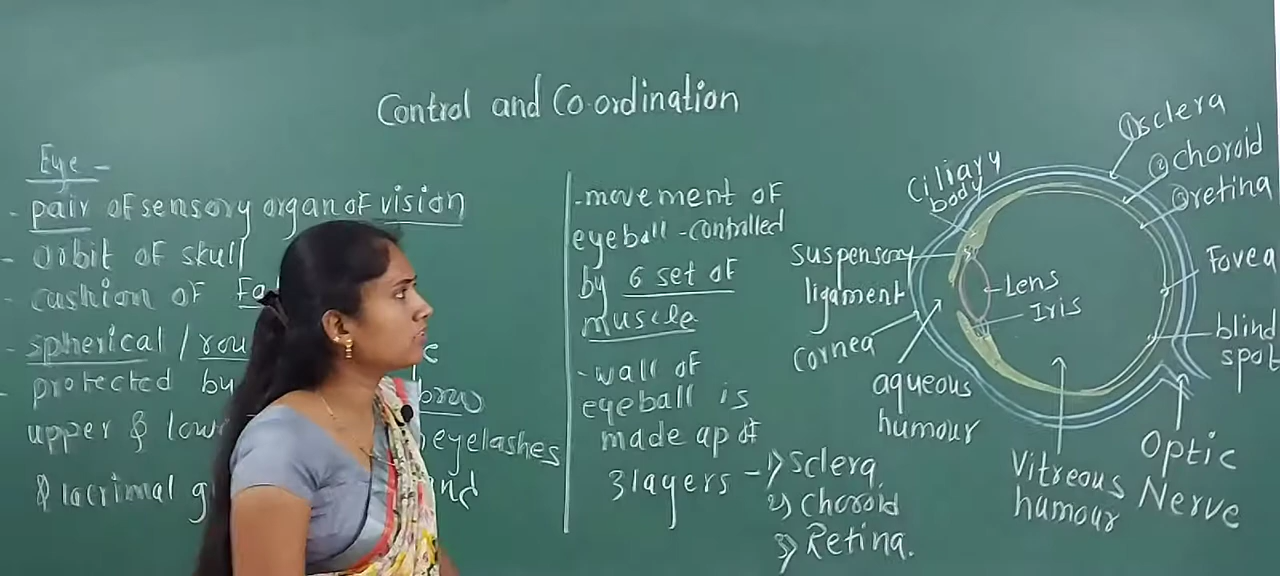 Control and Co-ordination
Eye -
- pair of sensory organ of vision
- orbit of skull
- cushion of
- spherical /
- protected by
upper & eyelashes
& lacrimal
- movement of
eyeball - controlled
by 6 set of
muscle
- wall of
eyeball is
made up of
3 layers - 1) Sclera
2) Choroid
3) Retina.
① sclera
② choroid
③ retina
Ciliary
body
suspensory
ligament
Lens
Iris
Cornea
aqueous
humour
Fovea
blind
spot
Vitreous
humour
Optic
Nerve